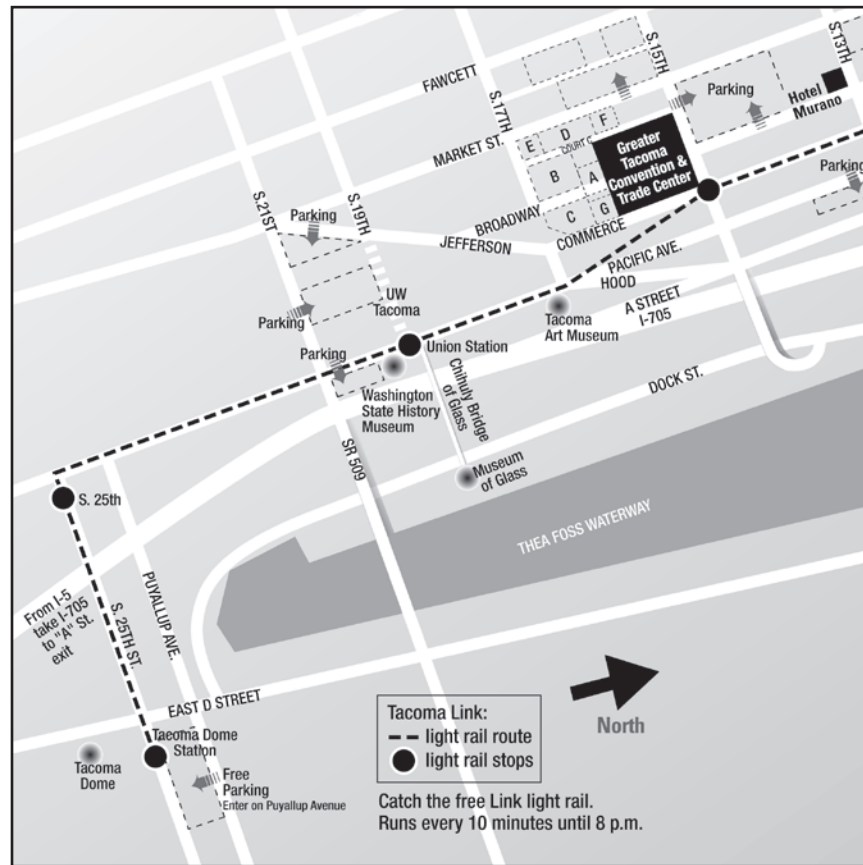 S.13TH
S.15TH
FAWCETT
S.17TH
Parking
Hotel
Murano
MARKET ST.
E
D
F
COURT C
Greater
Tacoma
Convention &
Trade Center
B
A
C
G
Parking
S.21ST
S.19TH
Parking
BROADWAY
JEFFERSON
COMMERCE
PACIFIC AVE.
HOOD
UW
Tacoma
A STREET
I-705
Parking
Tacoma
Art Museum
Union Station
Parking
Washington
State History
Museum
Chihuly Bridge
of Glass
DOCK ST.
SR 509
Museum
of Glass
S. 25th
THEA FOSS WATERWAY
From I-5
take I-705
to "A" St.
exit
S. 25TH ST.
PUYALLUP AVE.
EAST D STREET
North
Tacoma Link:
light rail route
light rail stops
Tacoma Dome
Station
Tacoma
Dome
Free
Parking
Enter on Puyallup Avenue
Catch the free Link light rail.
Runs every 10 minutes until 8 p.m.